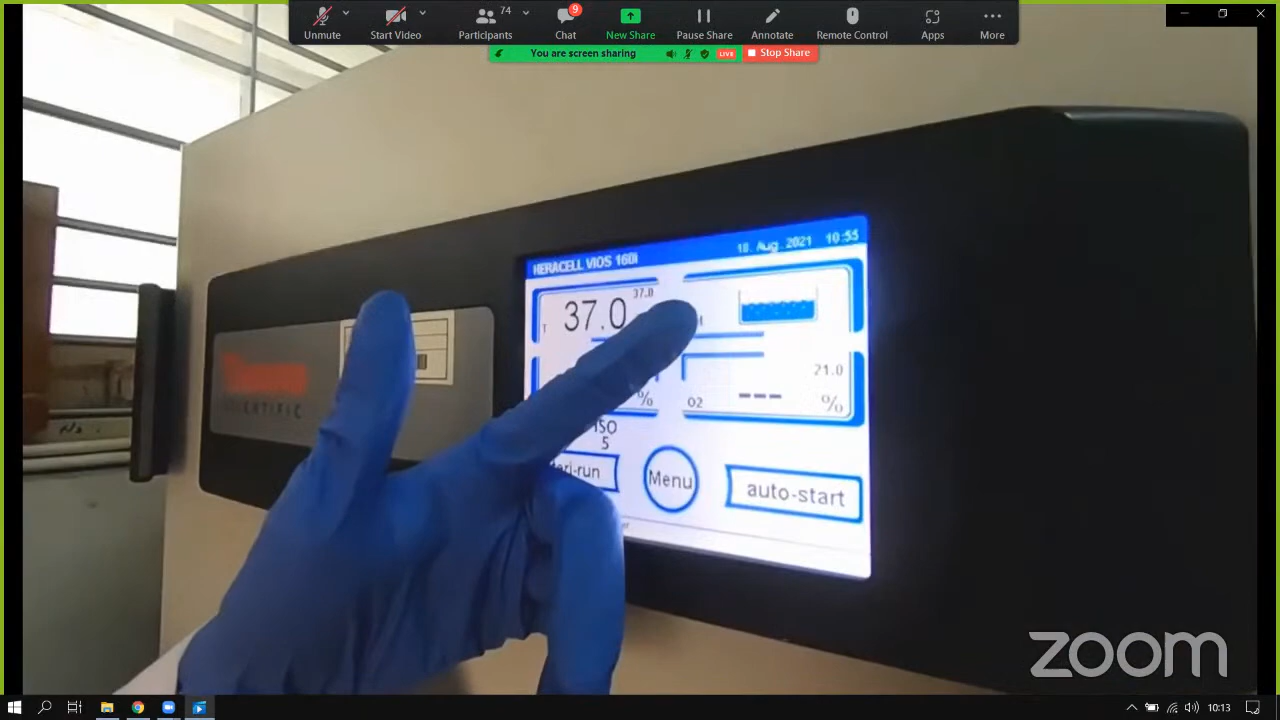 Unmute
Start Video
74
Participants
9
Chat
New Share
Pause Share
Annotate
Remote Control
Apps
More
You are screen sharing
LIVE
Stop Share
HERACELL VIOS 160i
18. Aug. 2021 10:55
T 37.0 37.0
%
O2 --- 21.0 %
ISO
5
Menu
auto-start
SCIENTIFIC
zoom
10:13